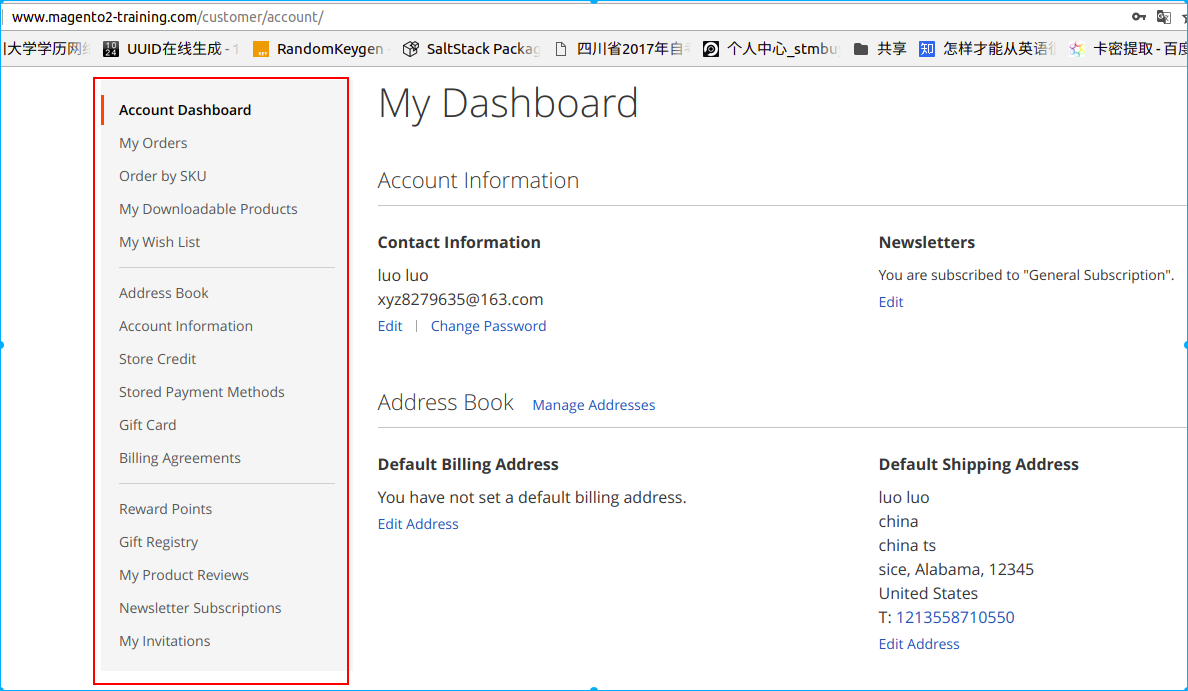 www.magento2-training.com/customer/account/
大学学历网 UUID在线生成 - RandomKeygen SaltStack Packag 四川省2017年自 个人中心_stmbu 共享 怎样才能从英语 卡密提取 - 百度
Account Dashboard
My Orders
Order by SKU
My Downloadable Products
My Wish List
Address Book
Account Information
Store Credit
Stored Payment Methods
Gift Card
Billing Agreements
Reward Points
Gift Registry
My Product Reviews
Newsletter Subscriptions
My Invitations
My Dashboard
Account Information
Contact Information
luo luo
xyz8279635@163.com
Edit | Change Password
Newsletters
You are subscribed to "General Subscription".
Edit
Address Book Manage Addresses
Default Billing Address
You have not set a default billing address.
Edit Address
Default Shipping Address
luo luo
china
china ts
sice, Alabama, 12345
United States
T: 1213558710550
Edit Address